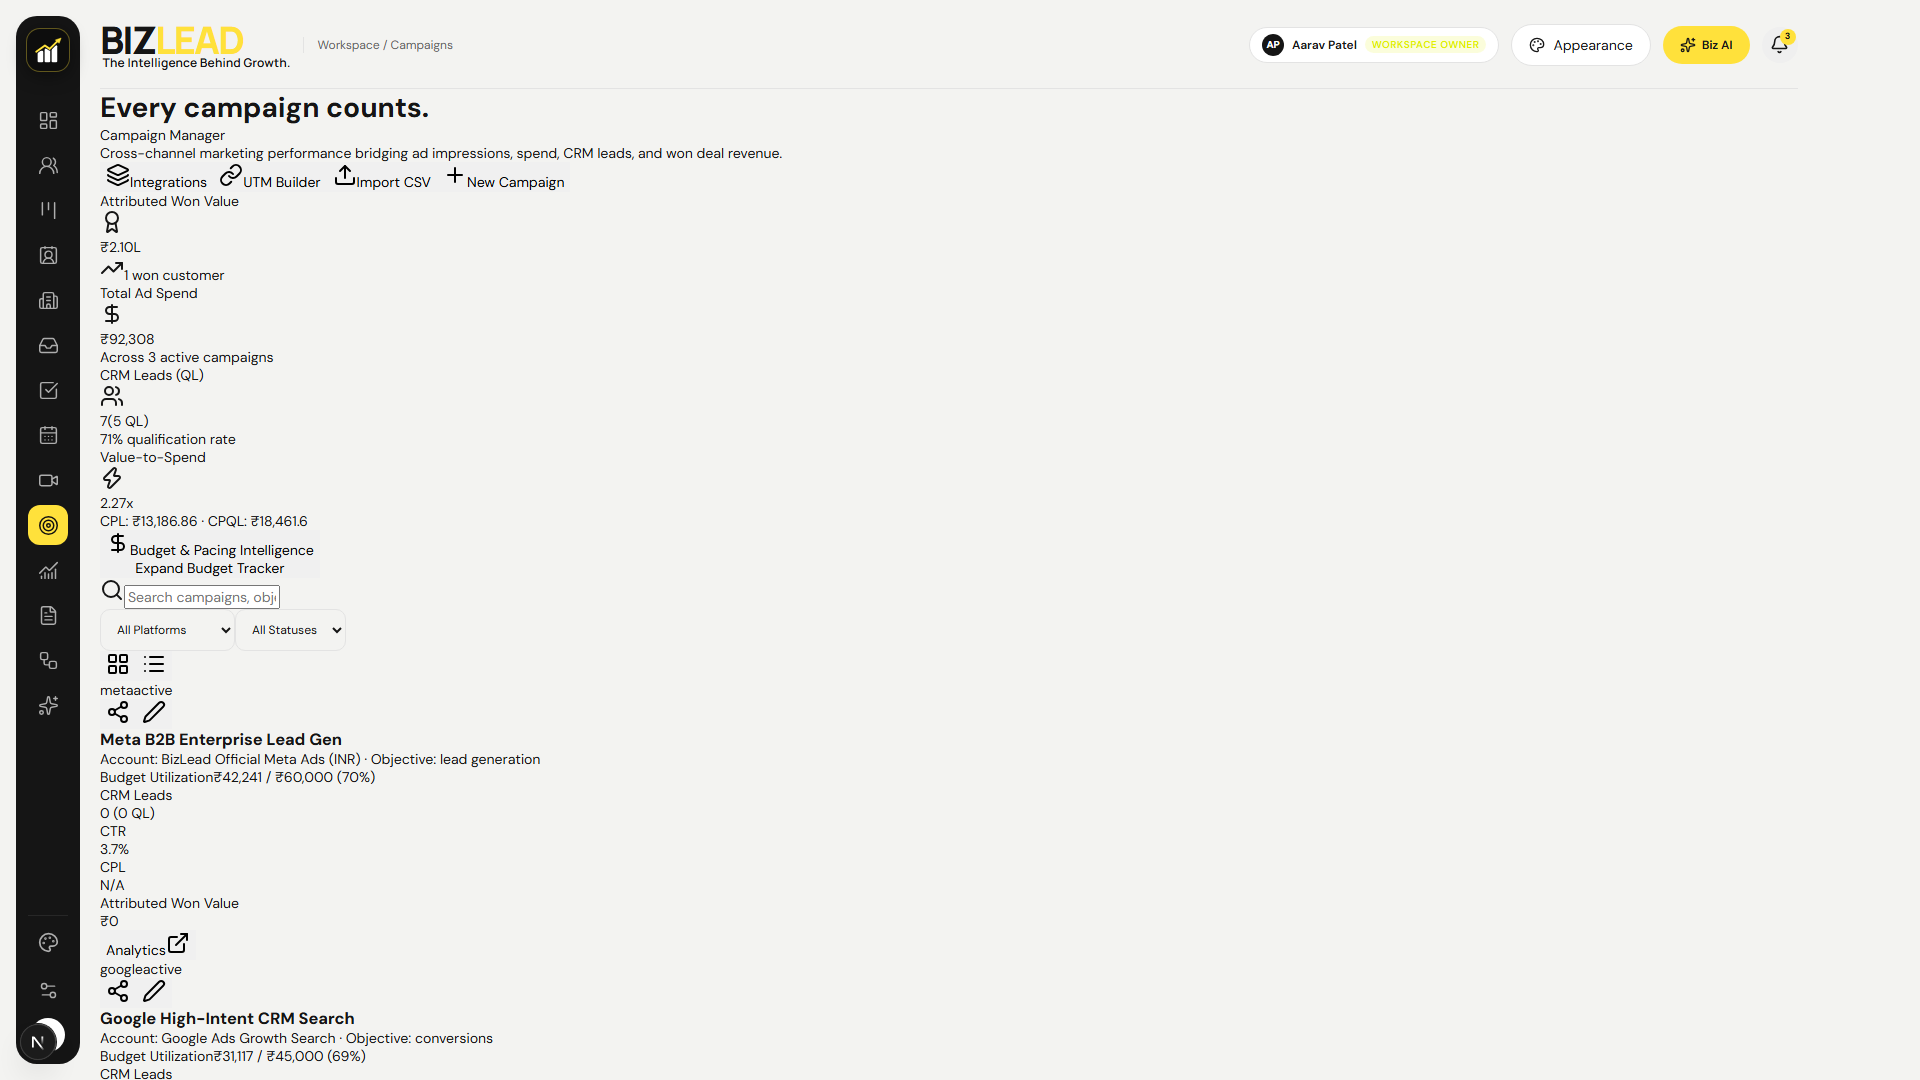 BIZLEAD
The Intelligence Behind Growth.
Workspace / Campaigns
AP Aarav Patel WORKSPACE OWNER
Appearance
Biz AI
3
Every campaign counts.
Campaign Manager
Cross-channel marketing performance bridging ad impressions, spend, CRM leads, and won deal revenue.
Integrations UTM Builder Import CSV New Campaign
Attributed Won Value
₹2.10L
1 won customer
Total Ad Spend
₹92,308
Across 3 active campaigns
CRM Leads (QL)
7(5 QL)
71% qualification rate
Value-to-Spend
2.27x
CPL: ₹13,186.86 · CPQL: ₹18,461.6
Budget & Pacing Intelligence
Expand Budget Tracker
Search campaigns, obj
All Platforms All Statuses
metaactive
Meta B2B Enterprise Lead Gen
Account: BizLead Official Meta Ads (INR) · Objective: lead generation
Budget Utilization₹42,241 / ₹60,000 (70%)
CRM Leads
0 (0 QL)
CTR
3.7%
CPL
N/A
Attributed Won Value
₹0
Analytics
googleactive
Google High-Intent CRM Search
Account: Google Ads Growth Search · Objective: conversions
Budget Utilization₹31,117 / ₹45,000 (69%)
CRM Leads
N